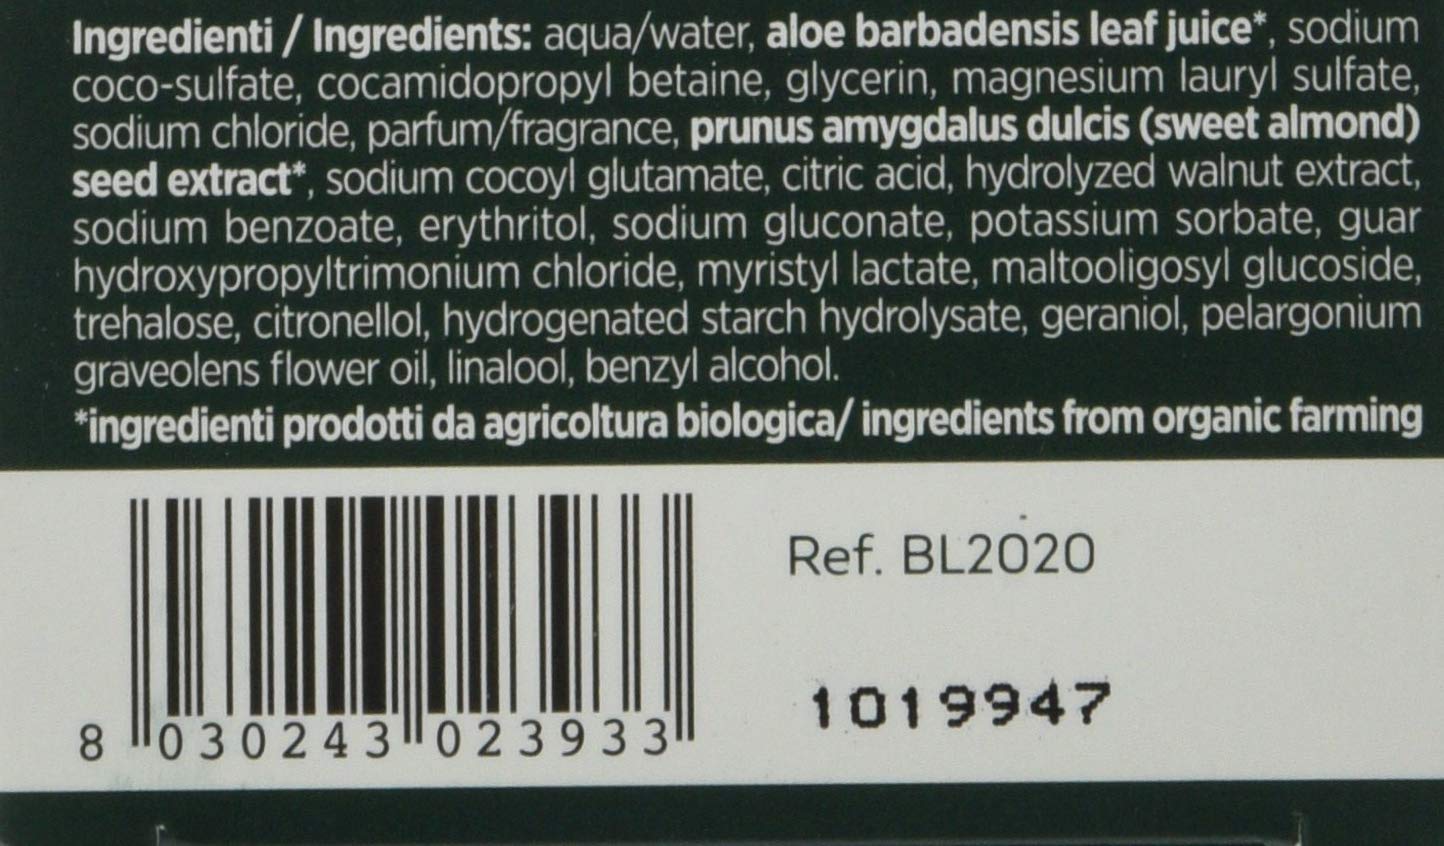 Ingredienti / Ingredients: aqua/water, aloe barbadensis leaf juice*, sodium
coco-sulfate, cocamidopropyl betaine, glycerin, magnesium lauryl sulfate,
sodium chloride, parfum/fragrance, prunus amygdalus dulcis (sweet almond)
seed extract*, sodium cocoyl glutamate, citric acid, hydrolyzed walnut extract,
sodium benzoate, erythritol, sodium gluconate, potassium sorbate, guar
hydroxypropyltrimonium chloride, myristyl lactate, maltooligosyl glucoside,
trehalose, citronellol, hydrogenated starch hydrolysate, geraniol, pelargonium
graveolens flower oil, linalool, benzyl alcohol.
*ingredienti prodotti da agricoltura biologica/ ingredients from organic farming
Ref. BL2020
1019947
8 030243 023933